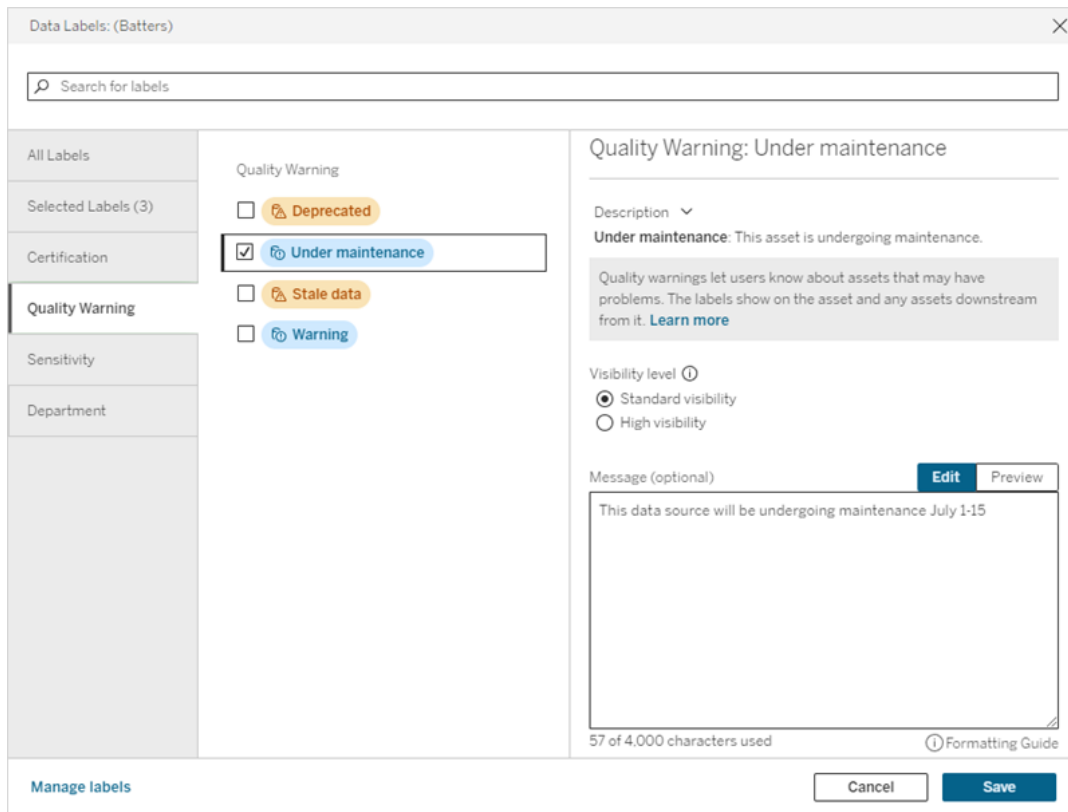 Data Labels: (Batters)
Search for labels
All Labels
Selected Labels (3)
Certification
Quality Warning
Sensitivity
Department
Quality Warning
Deprecated
Under maintenance
Stale data
Warning
Quality Warning: Under maintenance
Description
Under maintenance: This asset is undergoing maintenance.
Quality warnings let users know about assets that may have
problems. The labels show on the asset and any assets downstream
from it. Learn more
Visibility level
Standard visibility
High visibility
Message (optional)
Edit
Preview
This data source will be undergoing maintenance July 1-15
57 of 4,000 characters used
Formatting Guide
Manage labels
Cancel
Save